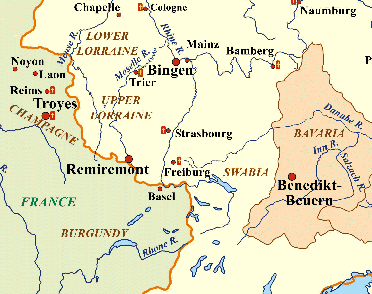 Chapelle
Cologne
Naumburg
LOWER
LORRAINE
Meuse R.
Rhine R.
Mainz
Bamberg
Noyon
Laon
Moselle R.
Bingen
Trier
Reims
Troyes
UPPER
LORRAINE
CHAMPAGNE
Danube R.
BAVARIA
Strasbourg
Inn R.
Salzach R.
Remiremont
Freiburg
SWABIA
Benedikt-
Beuern
Basel
FRANCE
BURGUNDY
Rhone R.